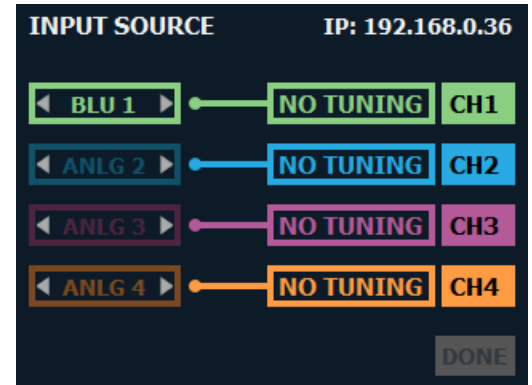 INPUT SOURCE IP: 192.168.0.36
BLU 1 NO TUNING CH1
ANLG 2 NO TUNING CH2
ANLG 3 NO TUNING CH3
ANLG 4 NO TUNING CH4
DONE